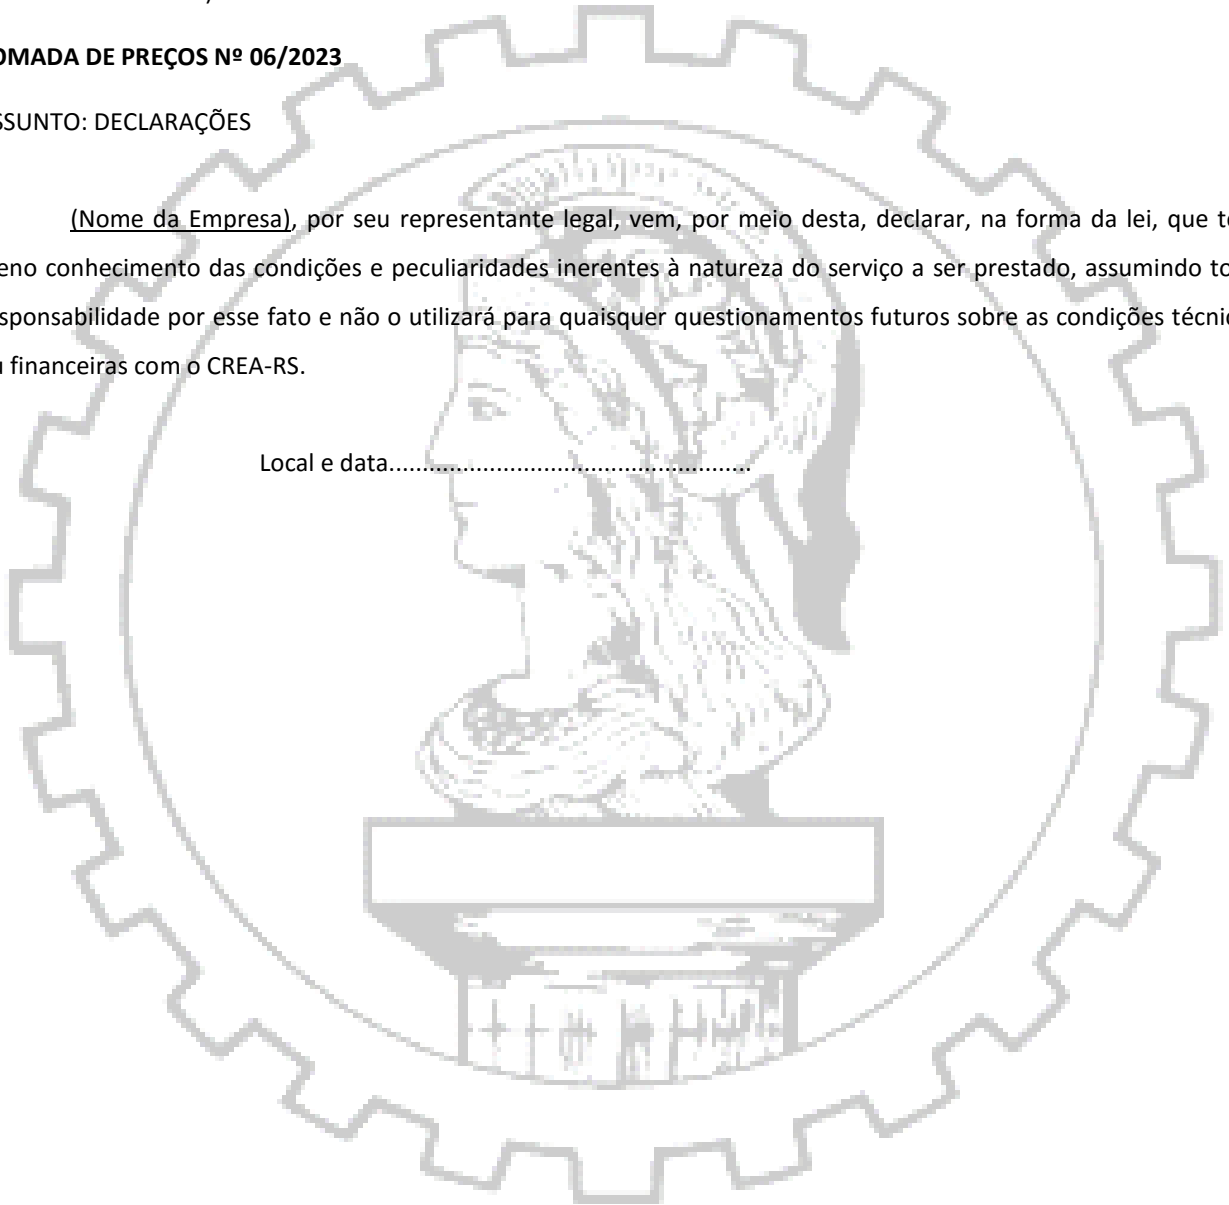 OMADA DE PREÇOS Nº 06/2023
SSUNTO: DECLARAÇÕES
(Nome da Empresa), por seu representante legal, vem, por meio desta, declarar, na forma da lei, que te
eno conhecimento das condições e peculiaridades inerentes à natureza do serviço a ser prestado, assumindo to
sponsabilidade por esse fato e não o utilizará para quaisquer questionamentos futuros sobre as condições técni
u financeiras com o CREA-RS.
Local e data......................................................